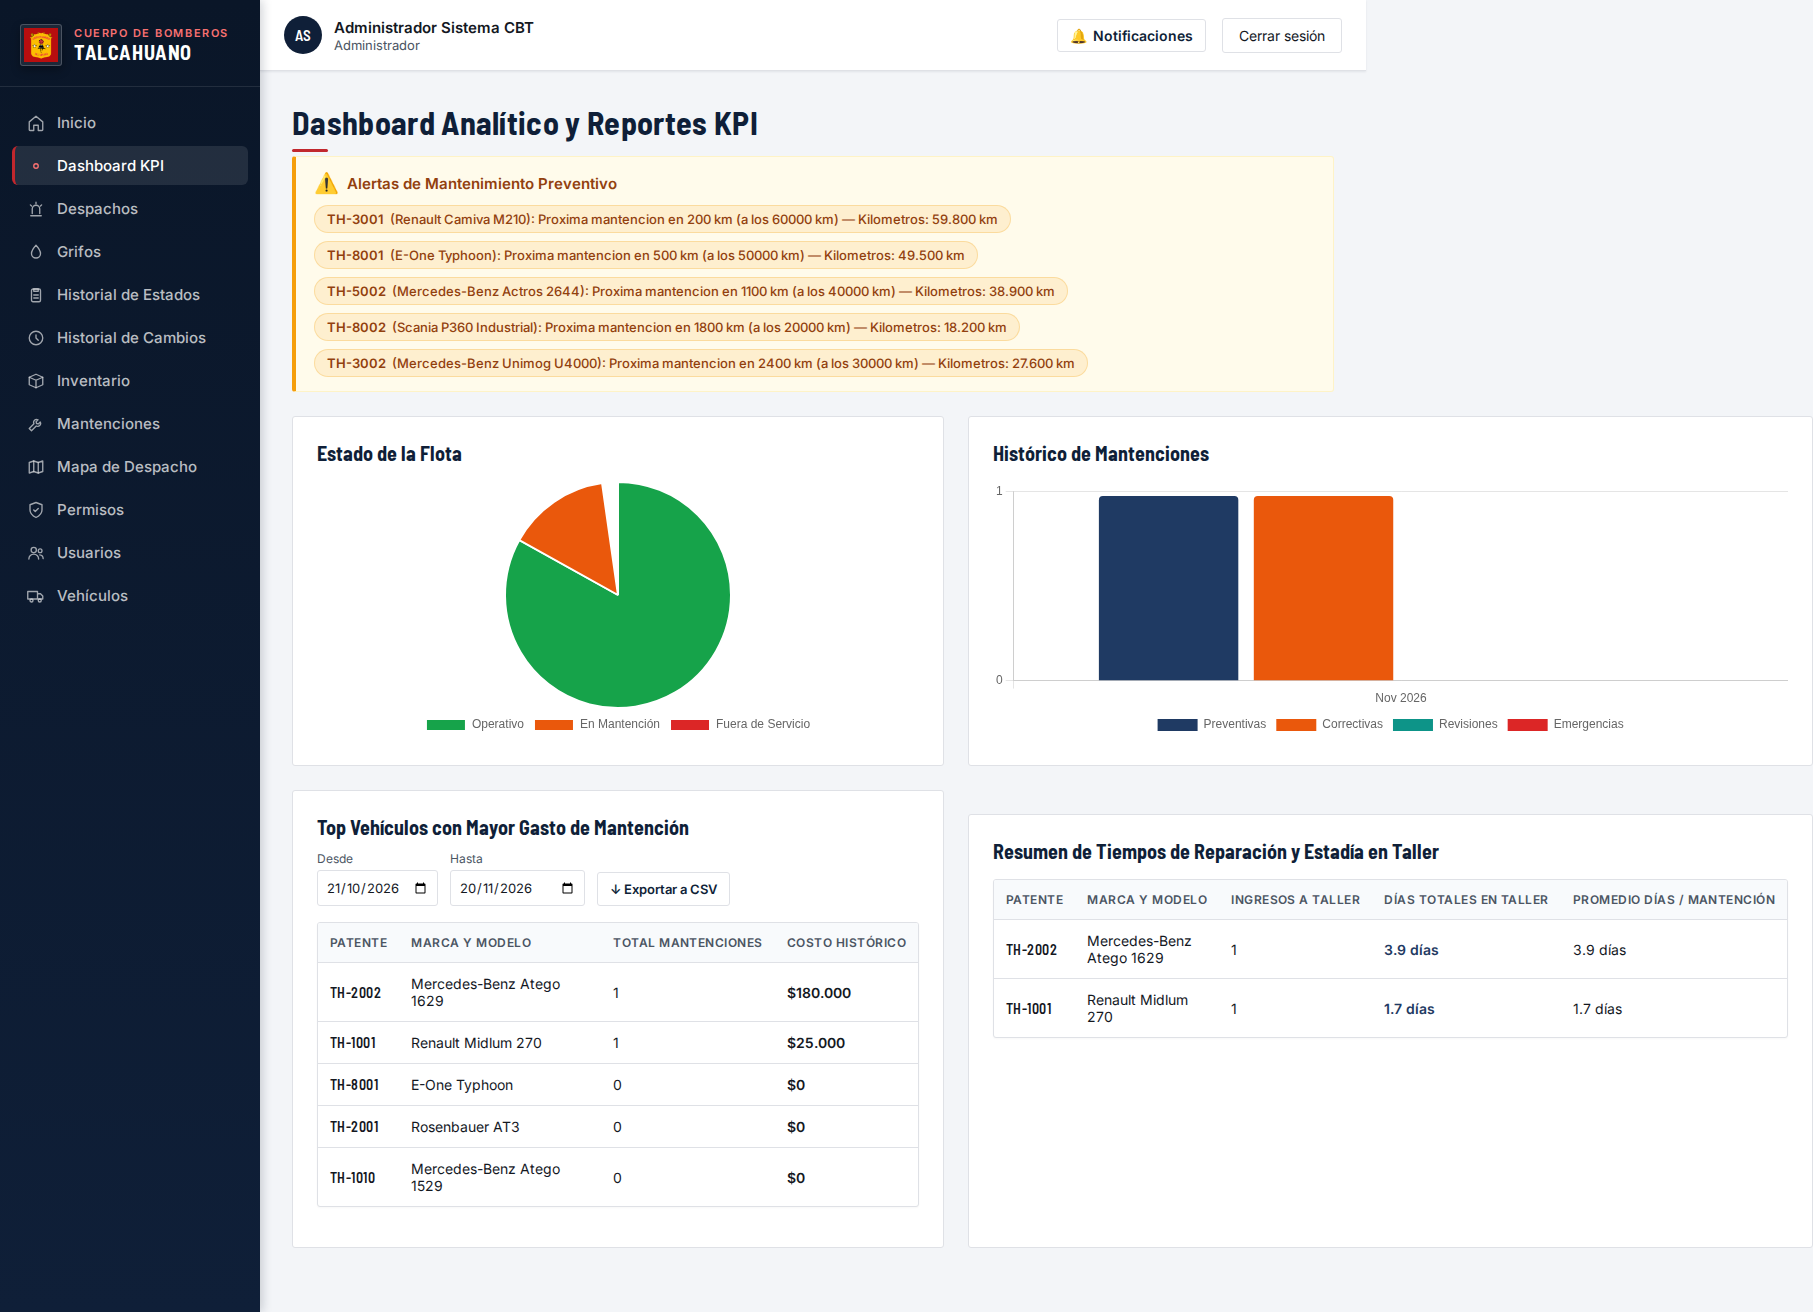 CUERPO DE BOMBEROS
TALCAHUANO
Inicio
Dashboard KPI
Despachos
Grifos
Historial de Estados
Historial de Cambios
Inventario
Mantenciones
Mapa de Despacho
Permisos
Usuarios
Vehículos
AS
Administrador Sistema CBT
Administrador
🔔 Notificaciones
Cerrar sesión
Dashboard Analítico y Reportes KPI
⚠️ Alertas de Mantenimiento Preventivo
TH-3001 (Renault Camiva M210): Proxima mantencion en 200 km (a los 60000 km) — Kilometros: 59.800 km
TH-8001 (E-One Typhoon): Proxima mantencion en 500 km (a los 50000 km) — Kilometros: 49.500 km
TH-5002 (Mercedes-Benz Actros 2644): Proxima mantencion en 1100 km (a los 40000 km) — Kilometros: 38.900 km
TH-8002 (Scania P360 Industrial): Proxima mantencion en 1800 km (a los 20000 km) — Kilometros: 18.200 km
TH-3002 (Mercedes-Benz Unimog U4000): Proxima mantencion en 2400 km (a los 30000 km) — Kilometros: 27.600 km
Estado de la Flota
Operativo En Mantención Fuera de Servicio
Histórico de Mantenciones
1
0
Nov 2026
Preventivas Correctivas Revisiones Emergencias
Top Vehículos con Mayor Gasto de Mantención
Desde Hasta
21/10/2026 20/11/2026 ↓ Exportar a CSV
PATENTE MARCA Y MODELO TOTAL MANTENCIONES COSTO HISTÓRICO
TH-2002 Mercedes-Benz Atego 1629 1 $180.000
TH-1001 Renault Midlum 270 1 $25.000
TH-8001 E-One Typhoon 0 $0
TH-2001 Rosenbauer AT3 0 $0
TH-1010 Mercedes-Benz Atego 1529 0 $0
Resumen de Tiempos de Reparación y Estadía en Taller
PATENTE MARCA Y MODELO INGRESOS A TALLER DÍAS TOTALES EN TALLER PROMEDIO DÍAS / MANTENCIÓN
TH-2002 Mercedes-Benz Atego 1629 1 3.9 días 3.9 días
TH-1001 Renault Midlum 270 1 1.7 días 1.7 días